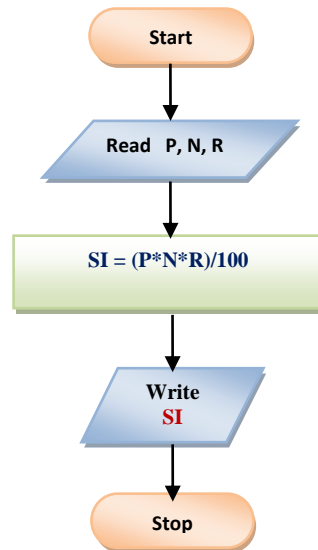 Start
Read P, N, R
SI = (P*N*R)/100
Write
SI
Stop